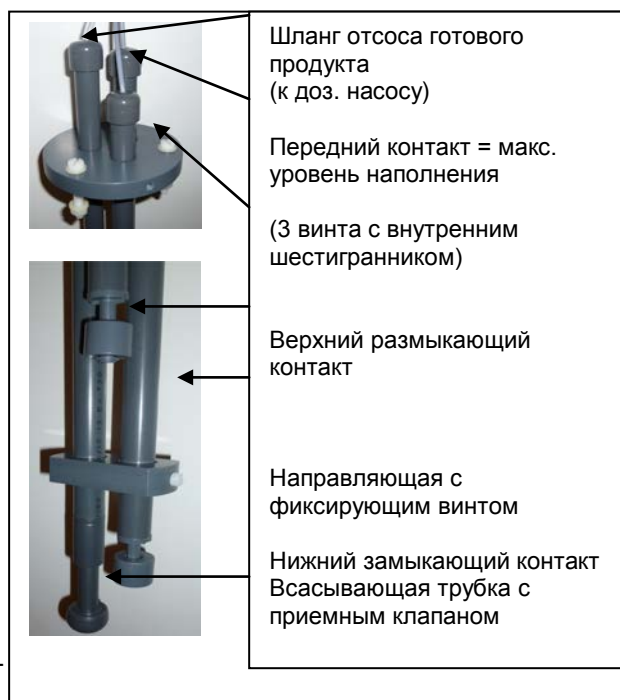 Шланг отсоса готового
продукта
(к доз. насосу)
Передний контакт = макс.
уровень наполнения
(3 винта с внутренним
шестигранником)
Верхний размыкающий
контакт
Направляющая с
фиксирующим винтом
Нижний замыкающий контакт
Всасывающая трубка с
приемным клапаном